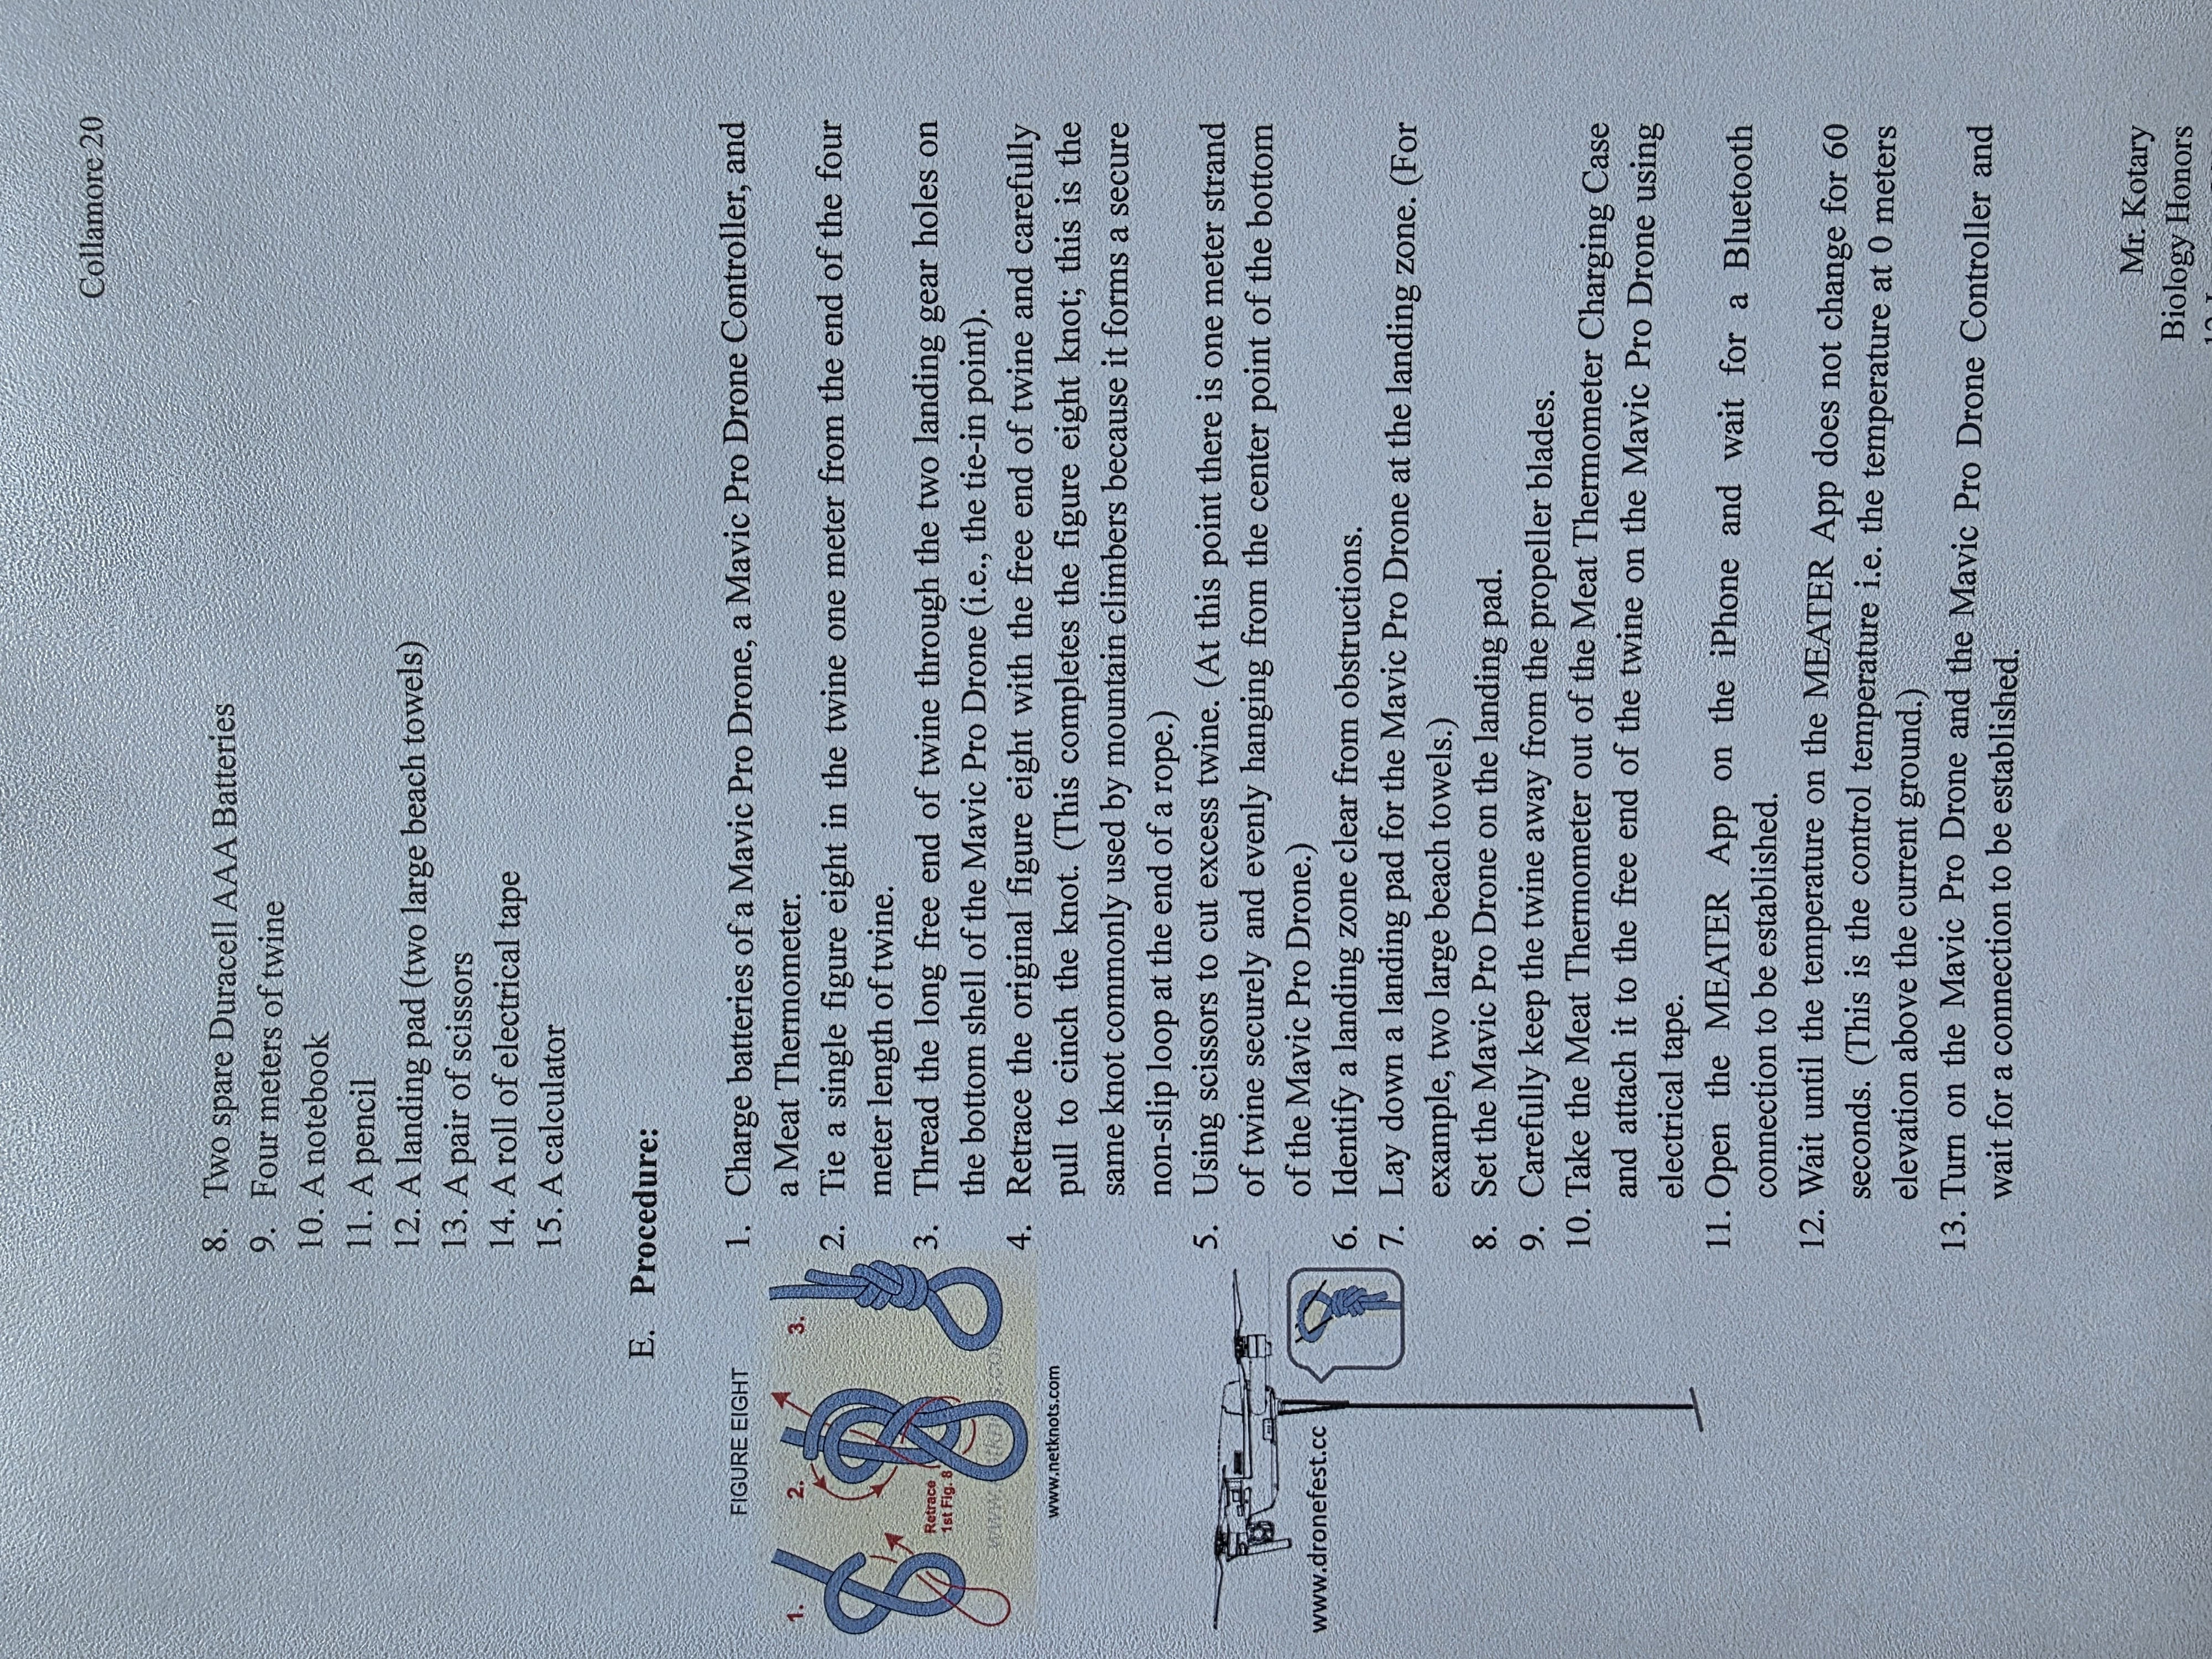 Collamore 20
8. Two spare Duracell AAA Batteries
9. Four meters of twine
10. A notebook
11. A pencil
12. A landing pad (two large beach towels)
13. A pair of scissors
14. A roll of electrical tape
15. A calculator
E. Procedure:
FIGURE EIGHT
1.
2.
3.
Retrace
1st Fig. 8
www.netknots.com
www.dronefest.cc
1. Charge batteries of a Mavic Pro Drone, a Mavic Pro Drone Controller, and
a Meat Thermometer.
2. Tie a single figure eight in the twine one meter from the end of the four
meter length of twine.
3. Thread the long free end of twine through the two landing gear holes on
the bottom shell of the Mavic Pro Drone (i.e., the tie-in point).
4. Retrace the original figure eight with the free end of twine and carefully
pull to cinch the knot. (This completes the figure eight knot; this is the
same knot commonly used by mountain climbers because it forms a secure
non-slip loop at the end of a rope.)
5. Using scissors to cut excess twine. (At this point there is one meter strand
of twine securely and evenly hanging from the center point of the bottom
of the Mavic Pro Drone.)
6. Identify a landing zone clear from obstructions.
7. Lay down a landing pad for the Mavic Pro Drone at the landing zone. (For
example, two large beach towels.)
8. Set the Mavic Pro Drone on the landing pad.
9. Carefully keep the twine away from the propeller blades.
10. Take the Meat Thermometer out of the Meat Thermometer Charging Case
and attach it to the free end of the twine on the Mavic Pro Drone using
electrical tape.
11. Open the MEATER App on the iPhone and wait for a Bluetooth
connection to be established.
12. Wait until the temperature on the MEATER App does not change for 60
seconds. (This is the control temperature i.e. the temperature at 0 meters
elevation above the current ground.)
13. Turn on the Mavic Pro Drone and the Mavic Pro Drone Controller and
wait for a connection to be established.
Mr. Kotary
Biology Honors